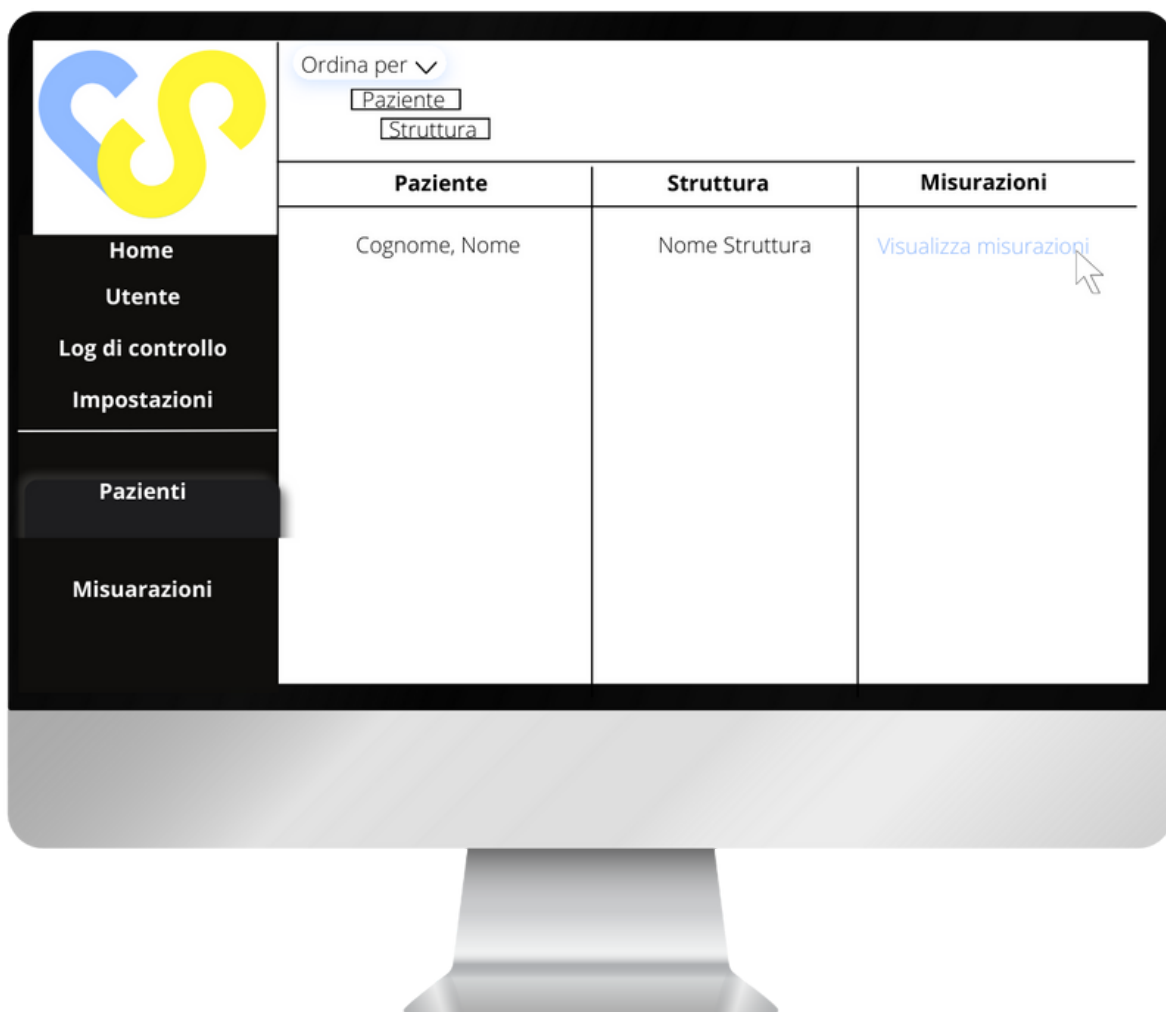 Ordina per
Paziente
Struttura
Paziente Struttura Misurazioni
Cognome, Nome Nome Struttura Visualizza misurazioni
Home
Utente
Log di controllo
Impostazioni
Pazienti
Misuarazioni